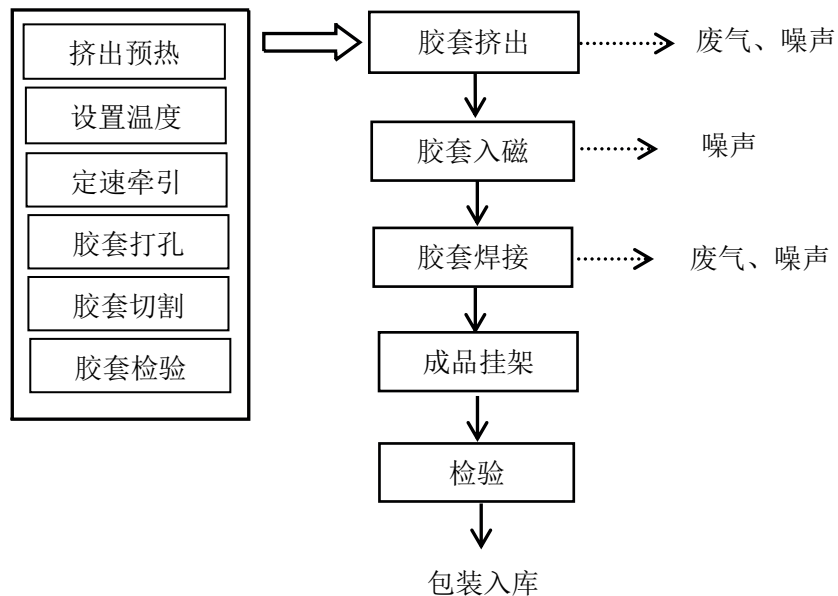 挤出预热
设置温度
定速牵引
胶套打孔
胶套切割
胶套检验
胶套挤出
废气、噪声
胶套入磁
噪声
胶套焊接
废气、噪声
成品挂架
检验
包装入库